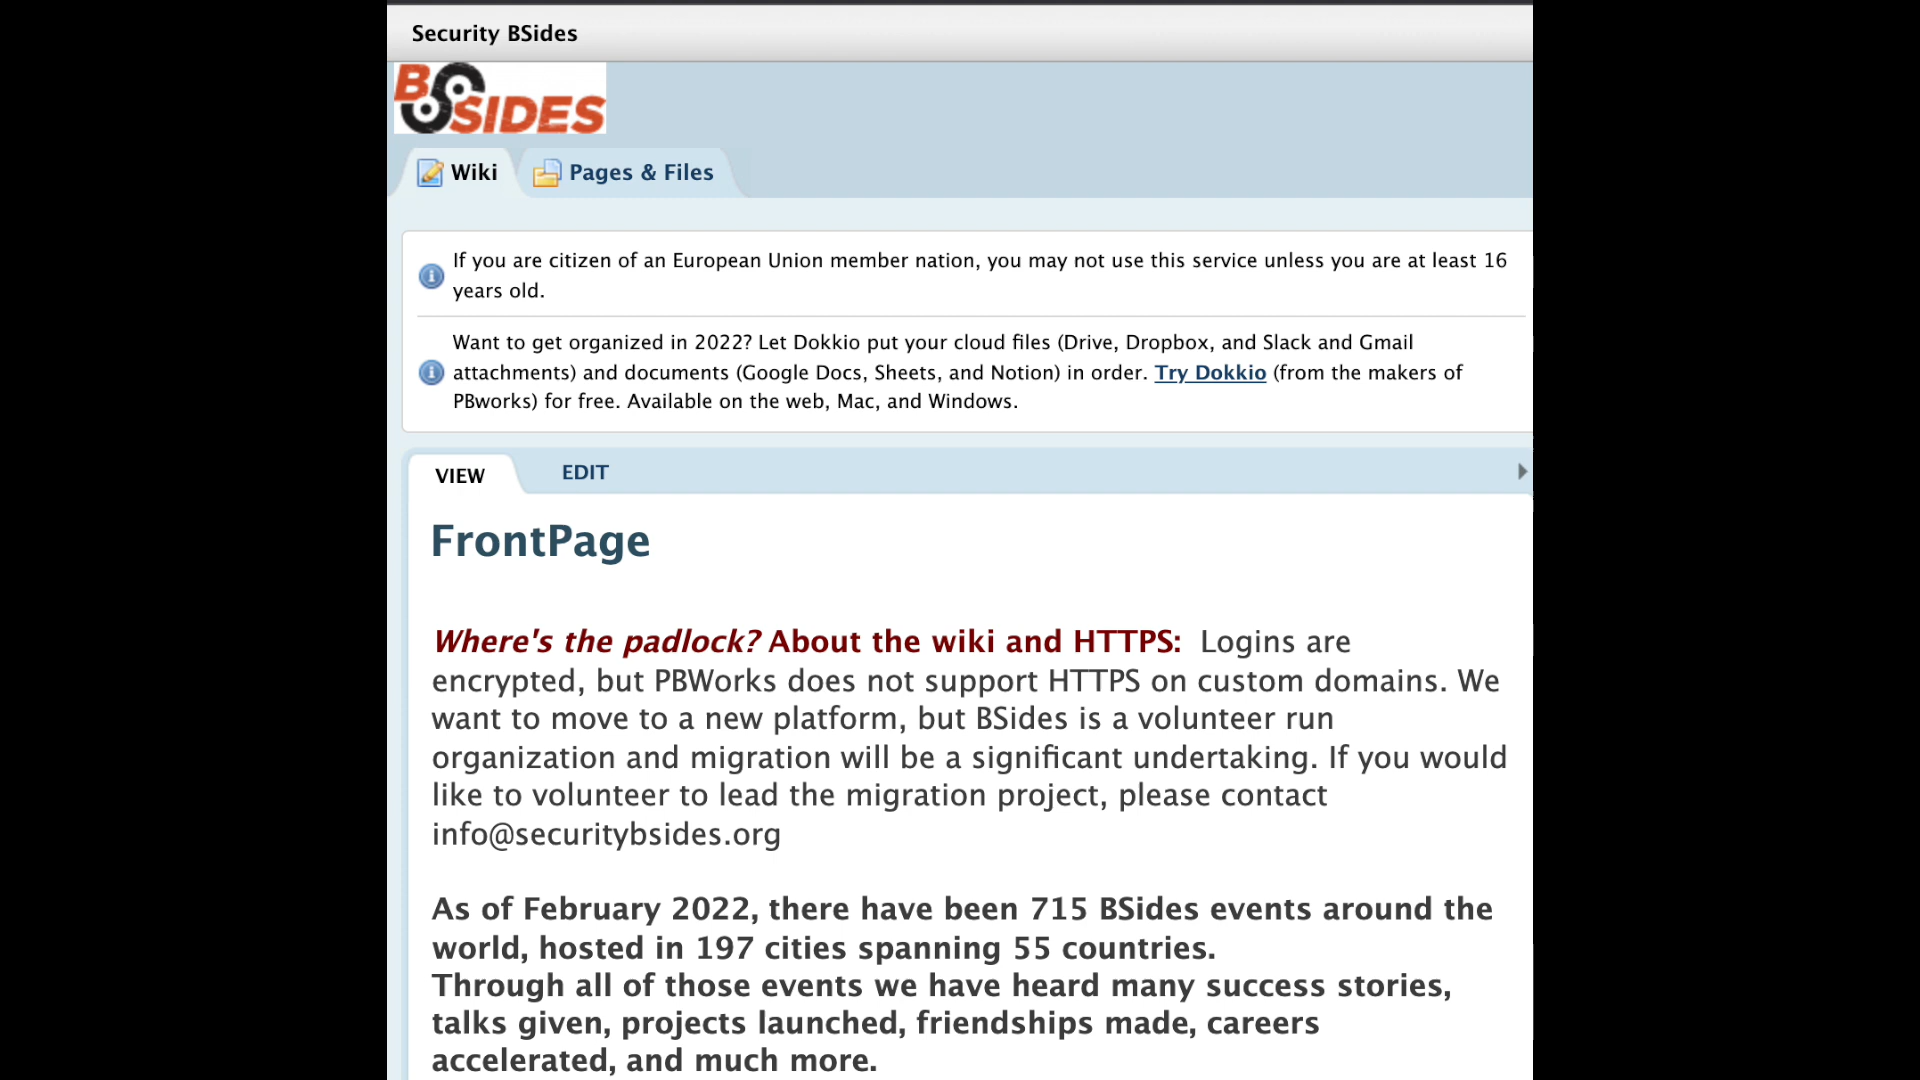 Security BSides
BSIDES
Wiki
Pages & Files
If you are citizen of an European Union member nation, you may not use this service unless you are at least 16
years old.
Want to get organized in 2022? Let Dokkio put your cloud files (Drive, Dropbox, and Slack and Gmail
attachments) and documents (Google Docs, Sheets, and Notion) in order. Try Dokkio (from the makers of
PBworks) for free. Available on the web, Mac, and Windows.
VIEW
EDIT
FrontPage
Where's the padlock? About the wiki and HTTPS: Logins are
encrypted, but PBWorks does not support HTTPS on custom domains. We
want to move to a new platform, but BSides is a volunteer run
organization and migration will be a significant undertaking. If you would
like to volunteer to lead the migration project, please contact
info@securitybsides.org
As of February 2022, there have been 715 BSides events around the
world, hosted in 197 cities spanning 55 countries.
Through all of those events we have heard many success stories,
talks given, projects launched, friendships made, careers
accelerated, and much more.